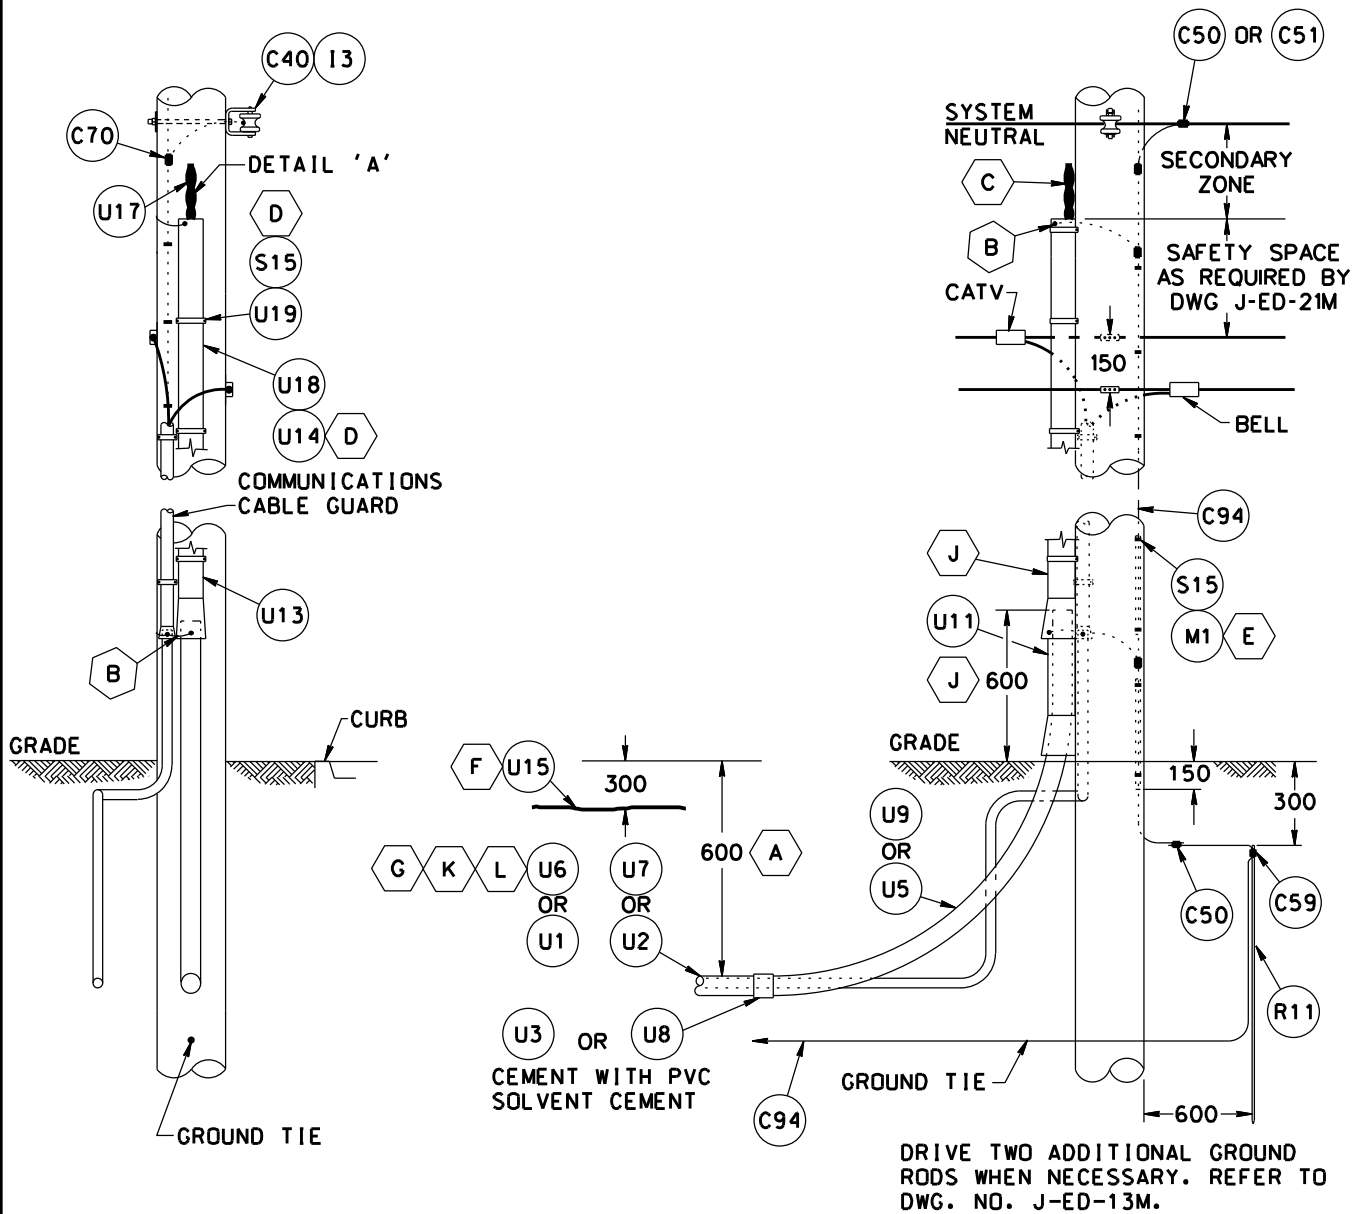 C40 I3
C70
DETAIL 'A'
U17
D
S15
U19
U18
U14 D
COMMUNICATIONS
CABLE GUARD
U13
B
CURB
GRADE
GROUND TIE
C50 OR C51
SYSTEM
NEUTRAL
SECONDARY
ZONE
C
B
SAFETY SPACE
AS REQUIRED BY
DWG J-ED-21M
CATV
150
BELL
C94
J
S15
U11
M1 E
J 600
GRADE
F U15
300
150
300
U9
OR
U5
600 A
G K L U6
OR
U1
U7
OR
U2
C50
C59
R11
U3 OR U8
CEMENT WITH PVC
SOLVENT CEMENT
GROUND TIE
C94
600
DRIVE TWO ADDITIONAL GROUND
RODS WHEN NECESSARY. REFER TO
DWG. NO. J-ED-13M.